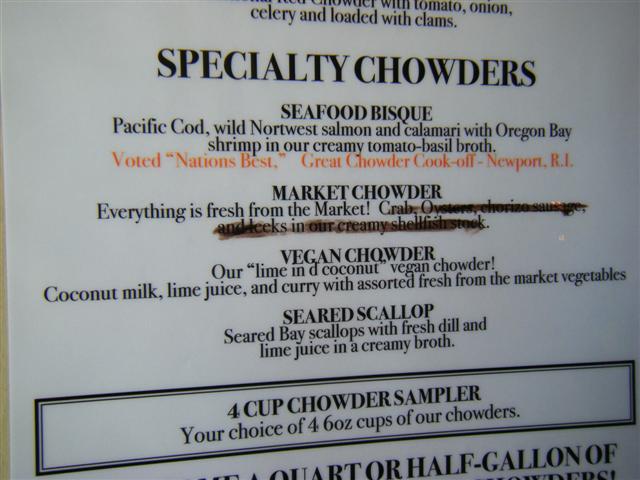 Chowder with tomato, onion,
celery and loaded with clams.
SPECIALTY CHOWDERS
SEAFOOD BISQUE
Pacific Cod, wild Nortwest salmon and calamari with Oregon Bay
shrimp in our creamy tomato-basil broth.
Voted “Nations Best,” Great Chowder Cook-off - Newport, R.I.
MARKET CHOWDER
Everything is fresh from the Market! Crab, Oysters, chorizo sausage,
and leeks in our creamy shellfish stock.
VEGAN CHOWDER
Our “lime in d coconut” vegan chowder!
Coconut milk, lime juice, and curry with assorted fresh from the market vegetables
SEARED SCALLOP
Seared Bay scallops with fresh dill and
lime juice in a creamy broth.
4 CUP CHOWDER SAMPLER
Your choice of 4 6oz cups of our chowders.
A QUART OR HALF-GALLON OF
CHOWDERS!